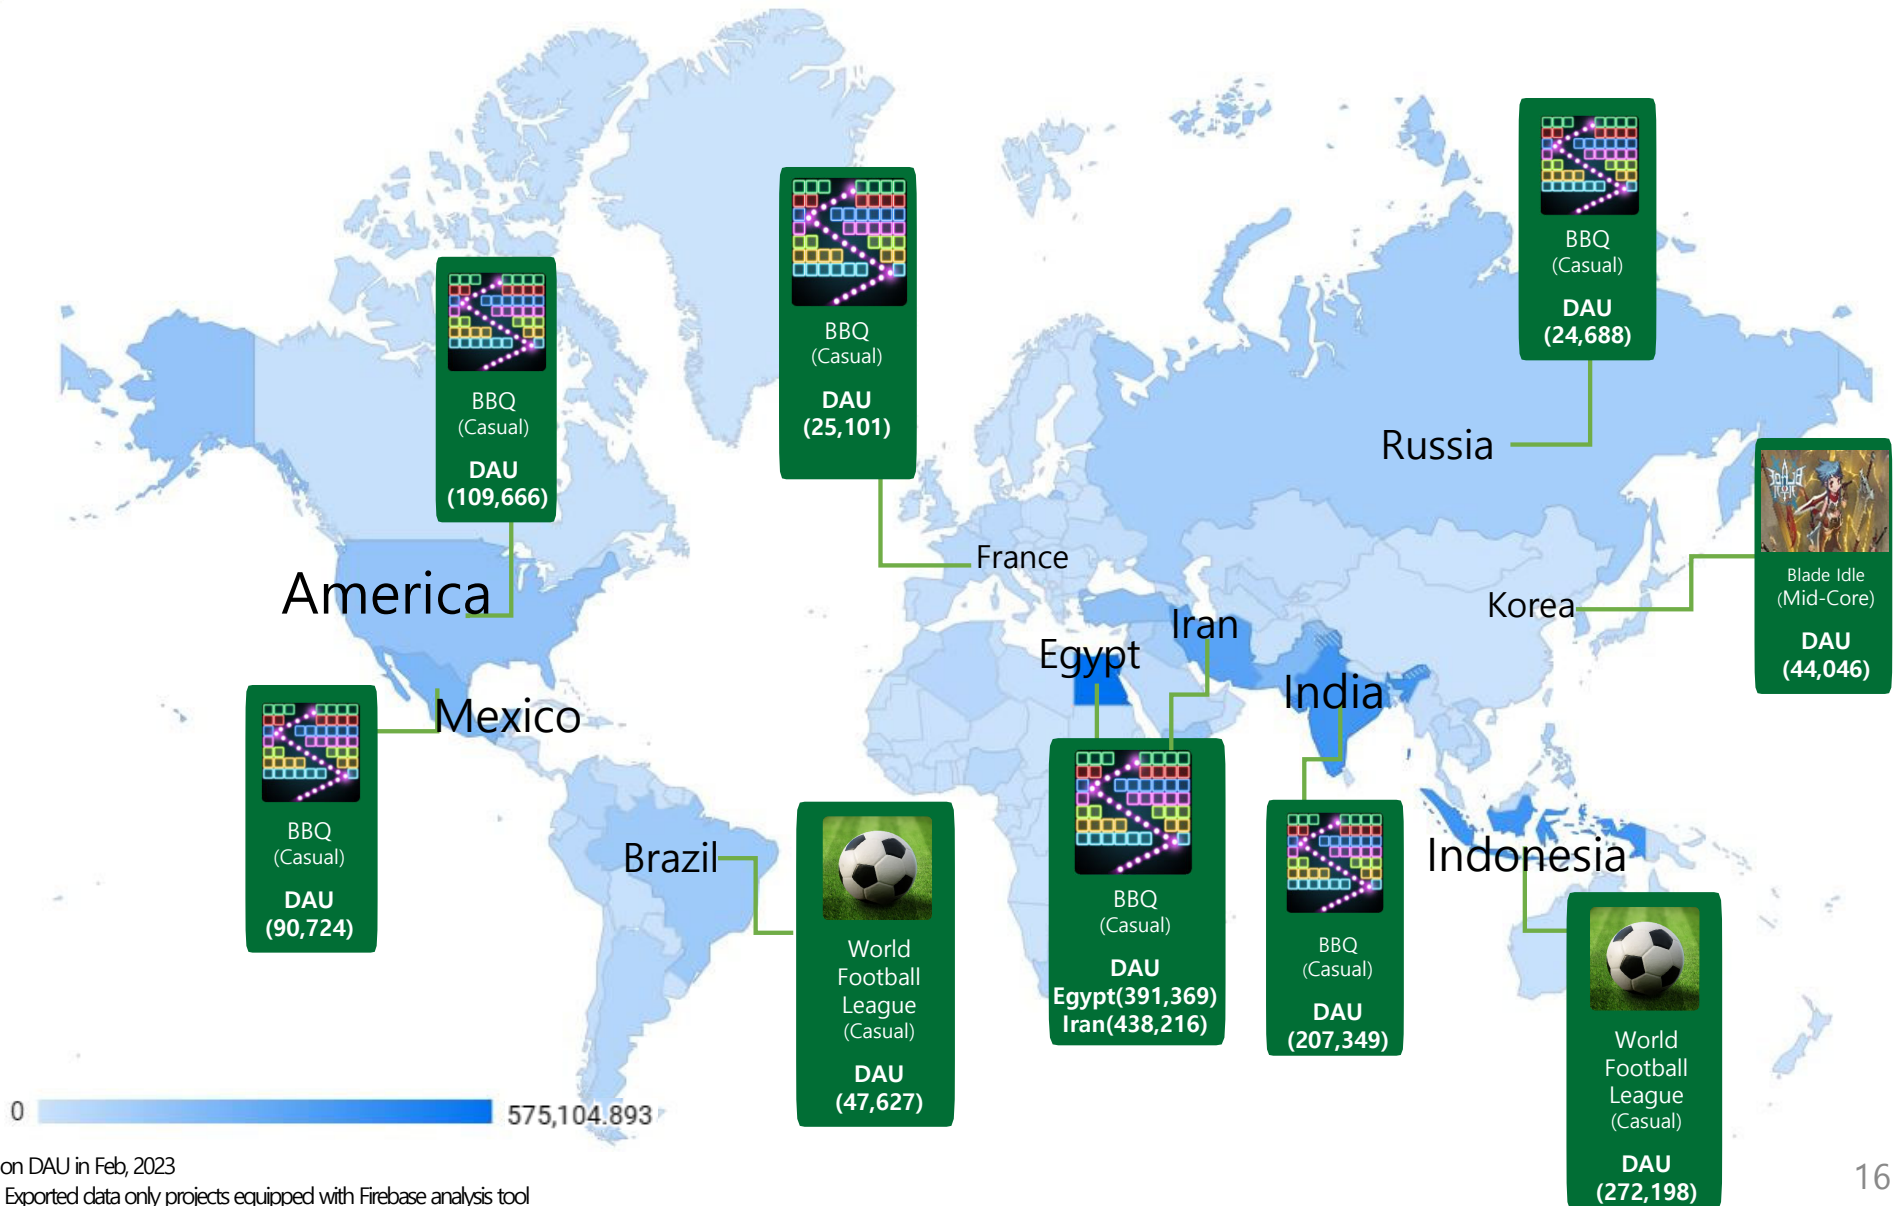 BBQ
(Casual)
DAU
(24,688)
BBQ
(Casual)
DAU
(25,101)
BBQ
(Casual)
DAU
(109,666)
Russia
France
America
Korea
Blade Idle
(Mid-Core)
DAU
(44,046)
Iran
Egypt
India
Mexico
BBQ
(Casual)
DAU
(90,724)
Brazil
World
Football
League
(Casual)
DAU
(47,627)
BBQ
(Casual)
DAU
Egypt(391,369)
Iran(438,216)
BBQ
(Casual)
DAU
(207,349)
Indonesia
World
Football
League
(Casual)
DAU
(272,198)
0
575,104.893
on DAU in Feb, 2023
Exported data only projects equipped with Firebase analysis tool
16